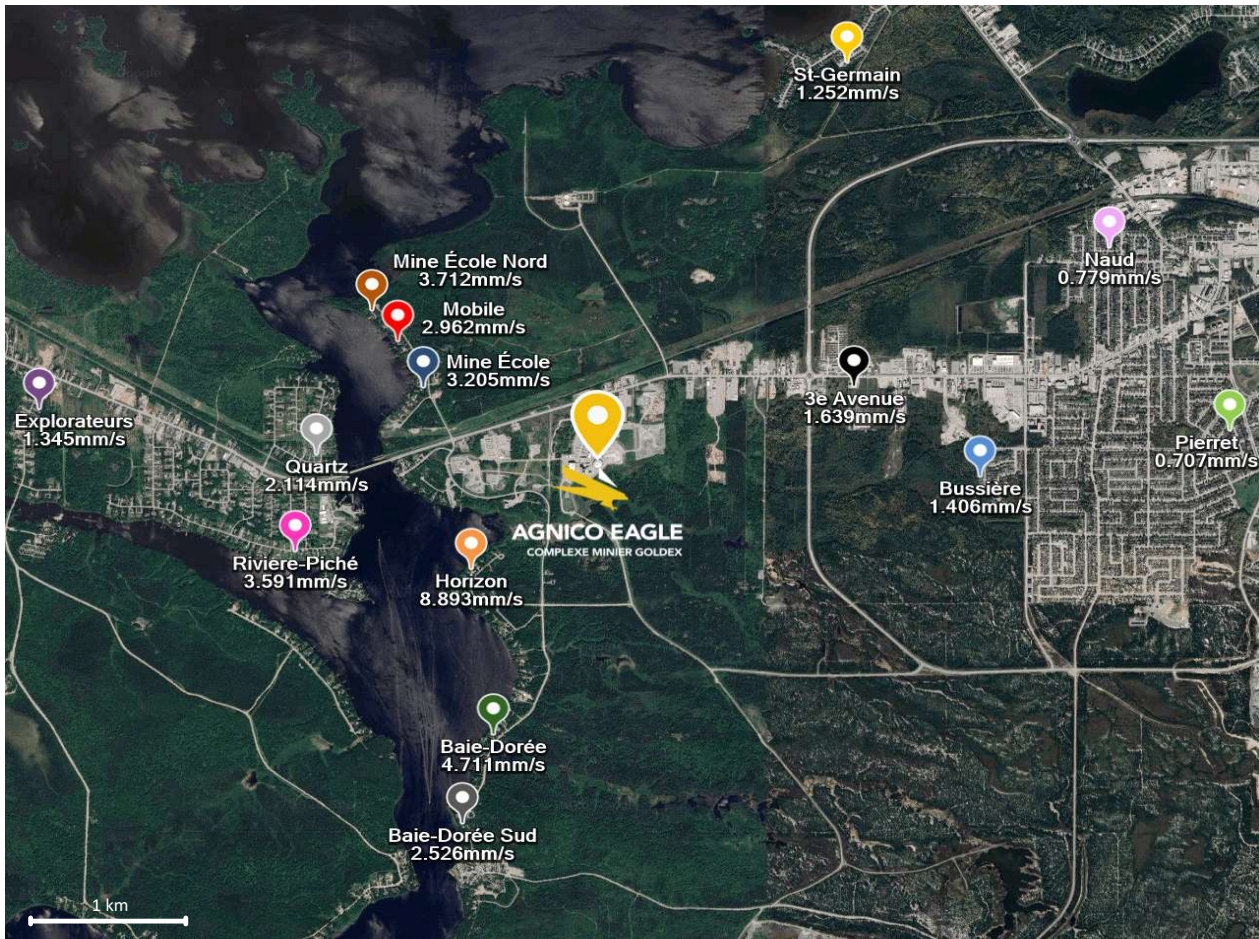 St-Germain
1.252mm/s
Naud
0.779mm/s
Mine École Nord
3.712mm/s
Mobile
2.962mm/s
Mine École
3.205mm/s
3e Avenue
1.639mm/s
Explorateurs
1.345mm/s
Pierret
0.707mm/s
Quartz
2.114mm/s
Bussière
1.406mm/s
AGNICO EAGLE
COMPLEXE MINIER GOLDEX
Riviere-Piché
3.591mm/s
Horizon
8.893mm/s
Baie-Dorée
4.711mm/s
Baie-Dorée Sud
2.526mm/s
1 km